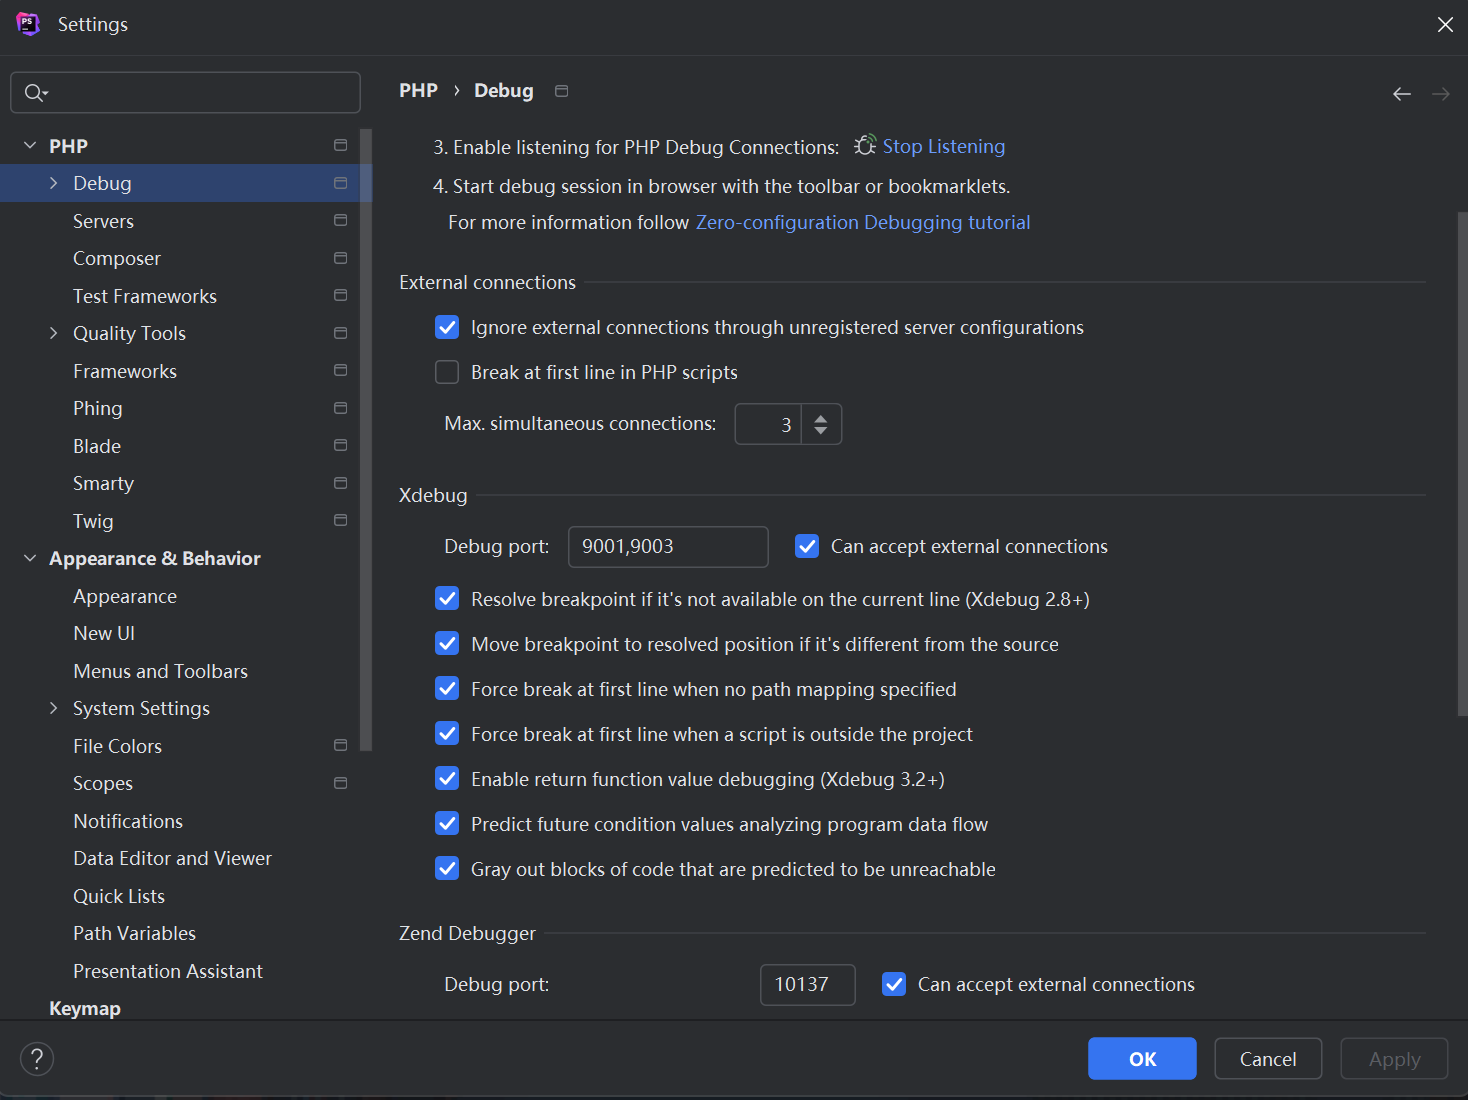 PS
Settings
PHP
Debug
Servers
Composer
Test Frameworks
Quality Tools
Frameworks
Phing
Blade
Smarty
Twig
Appearance & Behavior
Appearance
New UI
Menus and Toolbars
System Settings
File Colors
Scopes
Notifications
Data Editor and Viewer
Quick Lists
Path Variables
Presentation Assistant
Keymap
PHP › Debug
3. Enable listening for PHP Debug Connections: Stop Listening
4. Start debug session in browser with the toolbar or bookmarklets.
For more information follow Zero-configuration Debugging tutorial
External connections
Ignore external connections through unregistered server configurations
Break at first line in PHP scripts
Max. simultaneous connections: 3
Xdebug
Debug port: 9001,9003 Can accept external connections
Resolve breakpoint if it's not available on the current line (Xdebug 2.8+)
Move breakpoint to resolved position if it's different from the source
Force break at first line when no path mapping specified
Force break at first line when a script is outside the project
Enable return function value debugging (Xdebug 3.2+)
Predict future condition values analyzing program data flow
Gray out blocks of code that are predicted to be unreachable
Zend Debugger
Debug port: 10137 Can accept external connections
? OK Cancel Apply